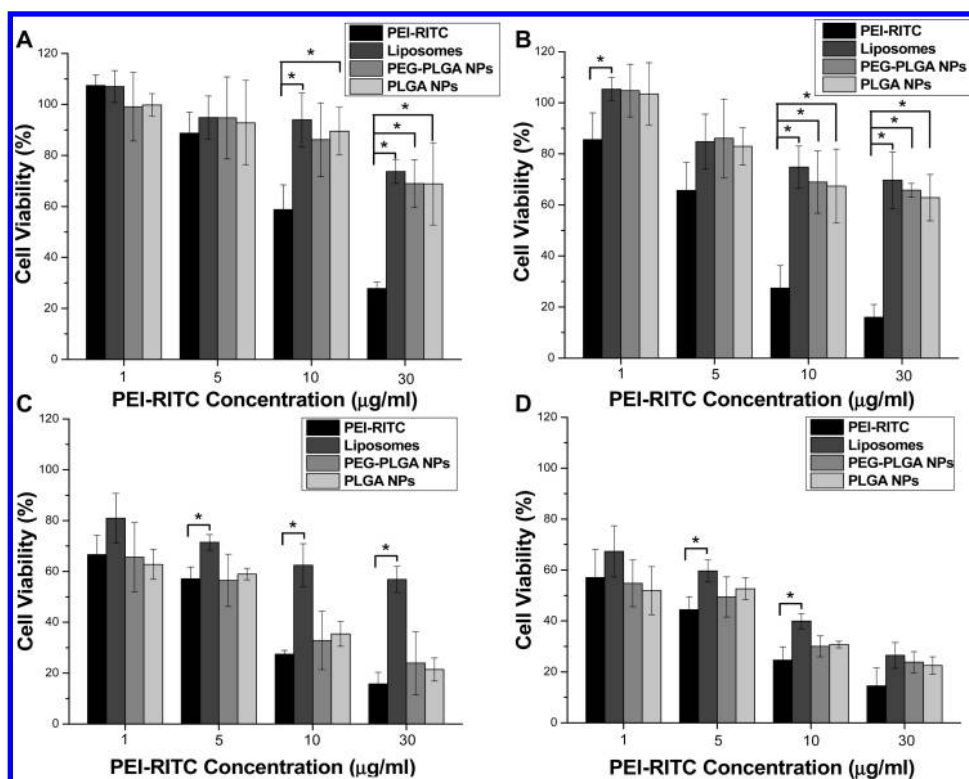 A
PEI-RITC
Liposomes
PEG-PLGA NPs
PLGA NPs
* * * * *
Cell Viability (%)
120
100
80
60
40
20
0
1 5 10 30
PEI-RITC Concentration (μg/ml)
B
PEI-RITC
Liposomes
PEG-PLGA NPs
PLGA NPs
* * * * * * *
Cell Viability (%)
120
100
80
60
40
20
0
1 5 10 30
PEI-RITC Concentration (μg/ml)
C
PEI-RITC
Liposomes
PEG-PLGA NPs
PLGA NPs
* * *
Cell Viability (%)
120
100
80
60
40
20
0
1 5 10 30
PEI-RITC Concentration (μg/ml)
D
PEI-RITC
Liposomes
PEG-PLGA NPs
PLGA NPs
* *
Cell Viability (%)
120
100
80
60
40
20
0
1 5 10 30
PEI-RITC Concentration (μg/ml)